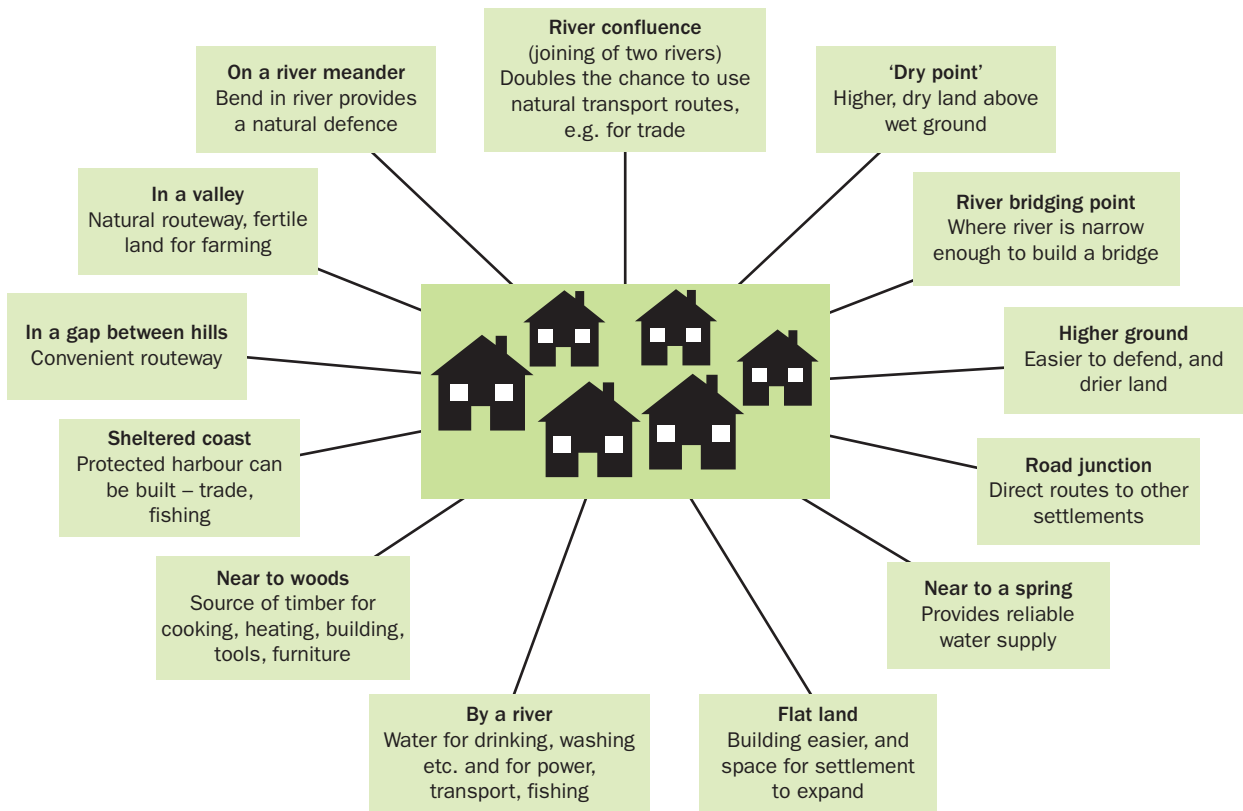 River confluence
(joining of two rivers)
Doubles the chance to use
natural transport routes,
e.g. for trade
‘Dry point’
Higher, dry land above
wet ground
River bridging point
Where river is narrow
enough to build a bridge
Higher ground
Easier to defend, and
drier land
Road junction
Direct routes to other
settlements
Near to a spring
Provides reliable
water supply
Flat land
Building easier, and
space for settlement
to expand
By a river
Water for drinking, washing
etc. and for power,
transport, fishing
Near to woods
Source of timber for
cooking, heating, building,
tools, furniture
Sheltered coast
Protected harbour can
be built – trade,
fishing
In a gap between hills
Convenient routeway
In a valley
Natural routeway, fertile
land for farming
On a river meander
Bend in river provides
a natural defence